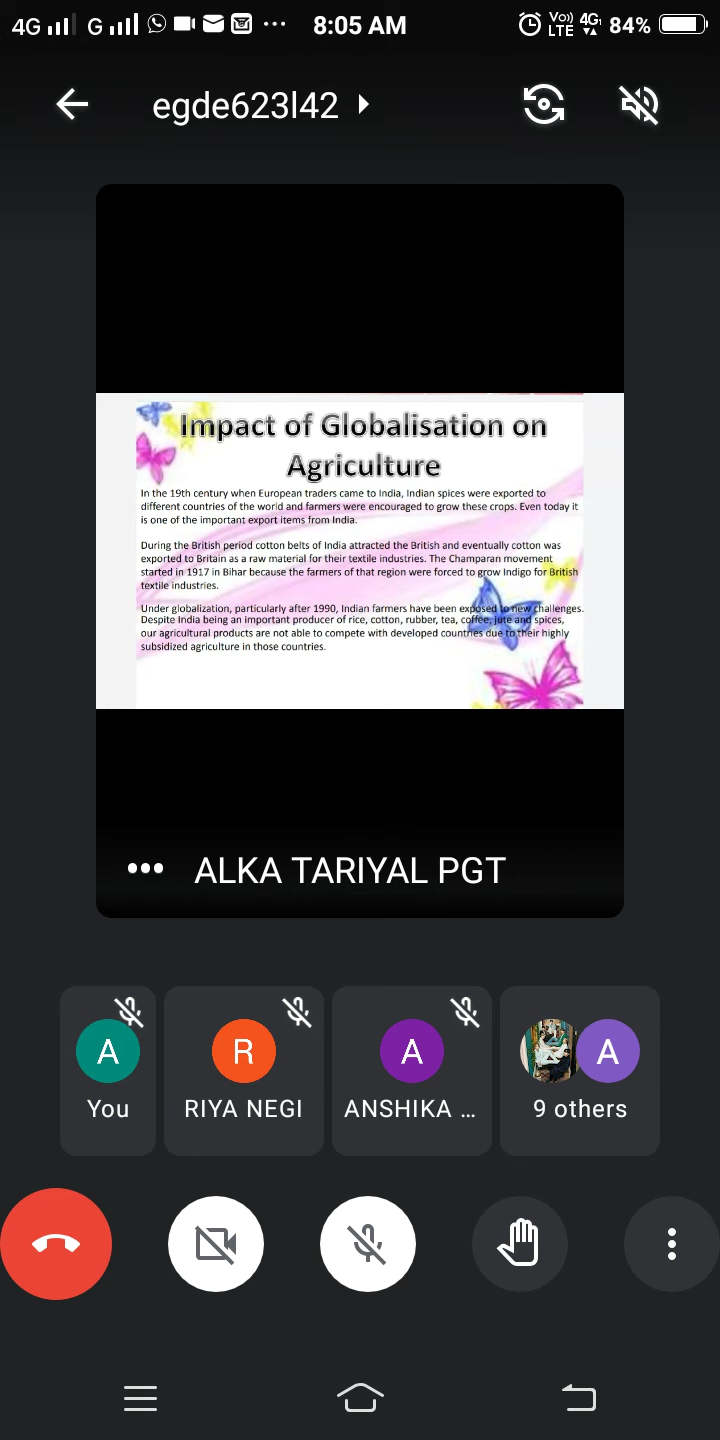 4G G 8:05 AM Vo)) LTE 4G 84%
egde623l42
Impact of Globalisation on
Agriculture
In the 19th century when European traders came to India, Indian spices were exported to
different countries of the world and farmers were encouraged to grow these crops. Even today it
is one of the important export items from India.
During the British period cotton belts of India attracted the British and eventually cotton was
exported to Britain as a raw material for their textile industries. The Champaran movement
started in 1917 in Bihar because the farmers of that region were forced to grow Indigo for British
textile industries.
Under globalization, particularly after 1990, Indian farmers have been exposed to new challenges.
Despite India being an important producer of rice, cotton, rubber, tea, coffee, jute and spices,
our agricultural products are not able to compete with developed countries due to their highly
subsidized agriculture in those countries.
ALKA TARIYAL PGT
A R A A
You RIYA NEGI ANSHIKA ... 9 others